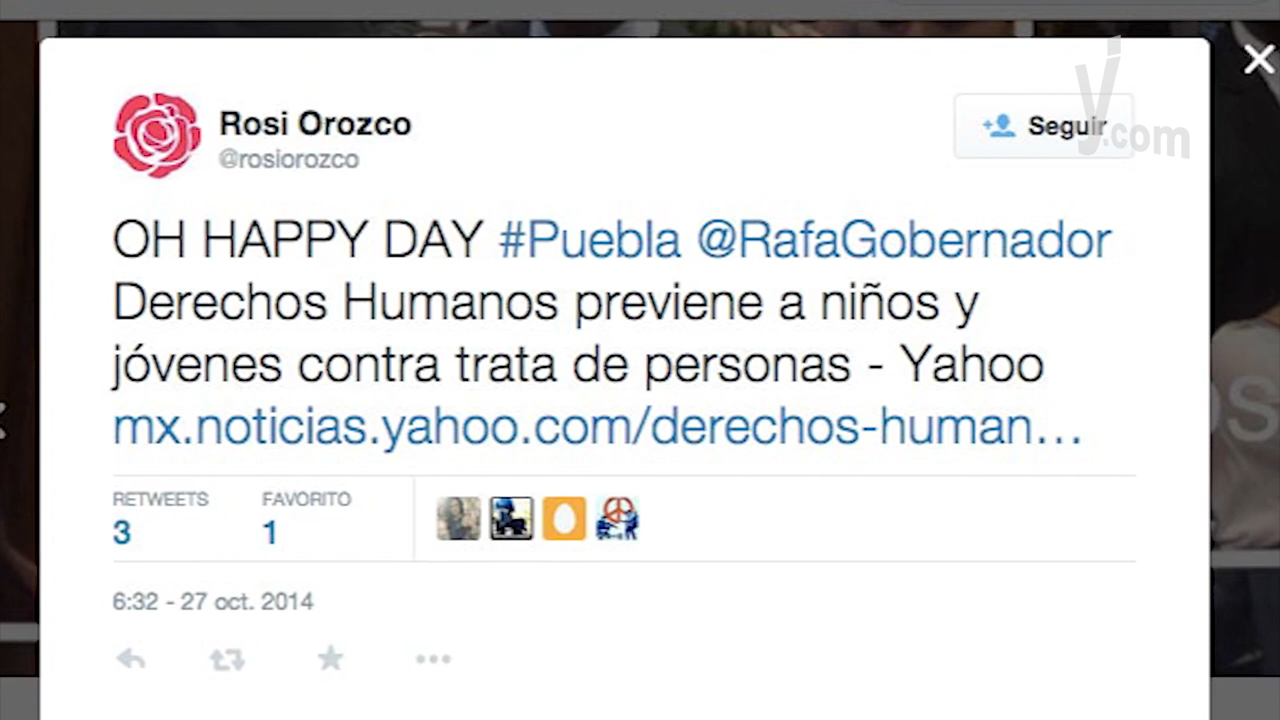 Rosi Orozco
@rosiorozco
Seguir
y.com
OH HAPPY DAY #Puebla @RafaGobernador
Derechos Humanos previene a niños y
jóvenes contra trata de personas - Yahoo
mx.noticias.yahoo.com/derechos-human...
RETWEETS FAVORITO
3 1
6:32 - 27 oct. 2014